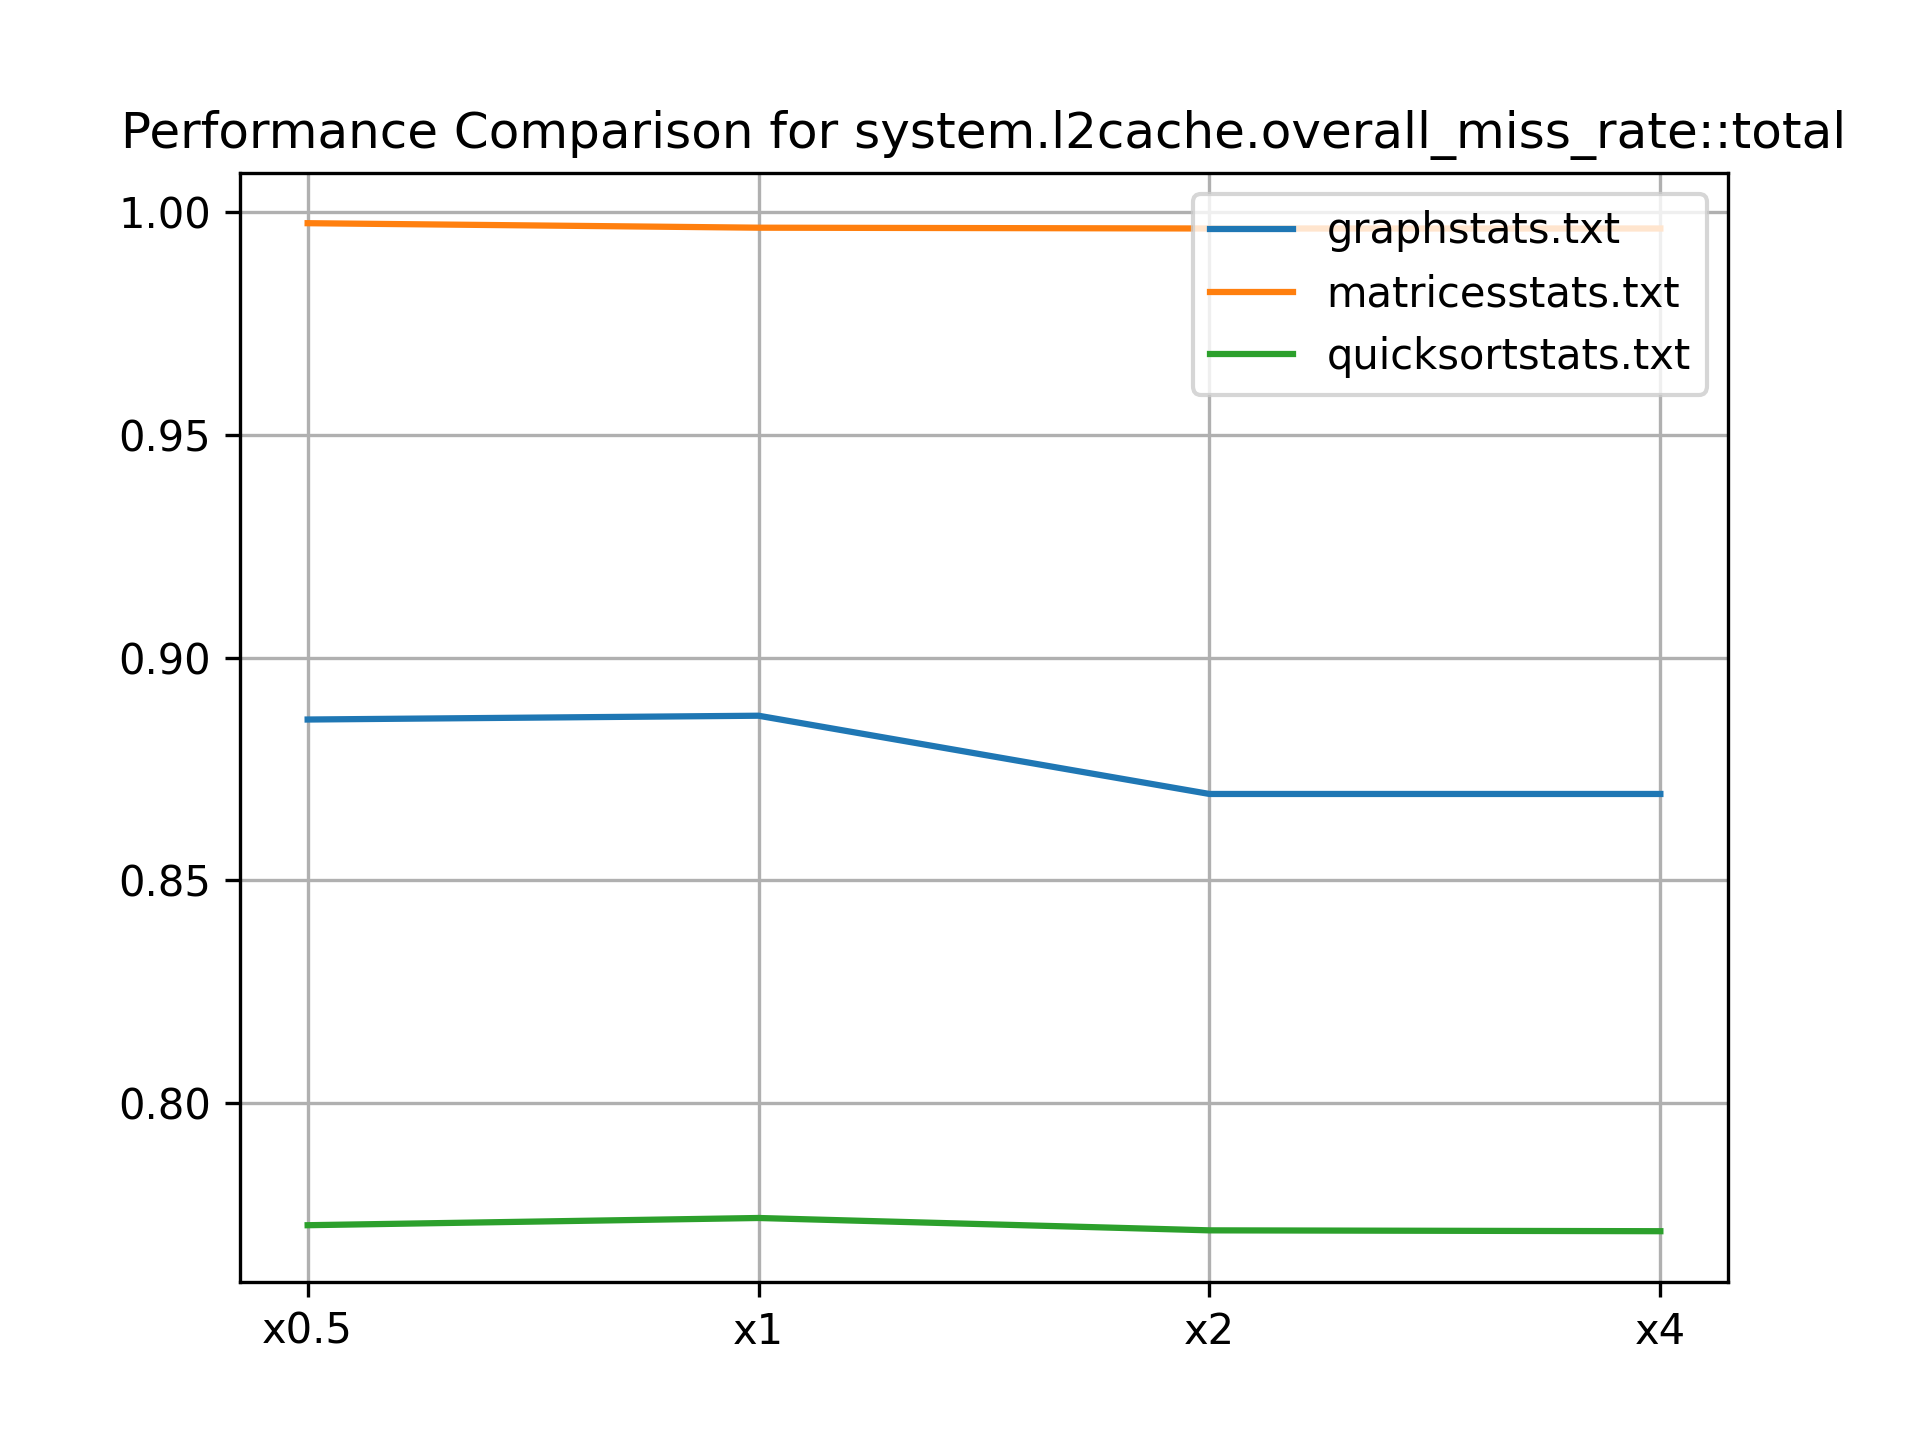 Performance Comparison for system.l2cache.overall_miss_rate::total
1.00
0.95
0.90
0.85
0.80
graphstats.txt
matricesstats.txt
quicksortstats.txt
x0.5
x1
x2
x4